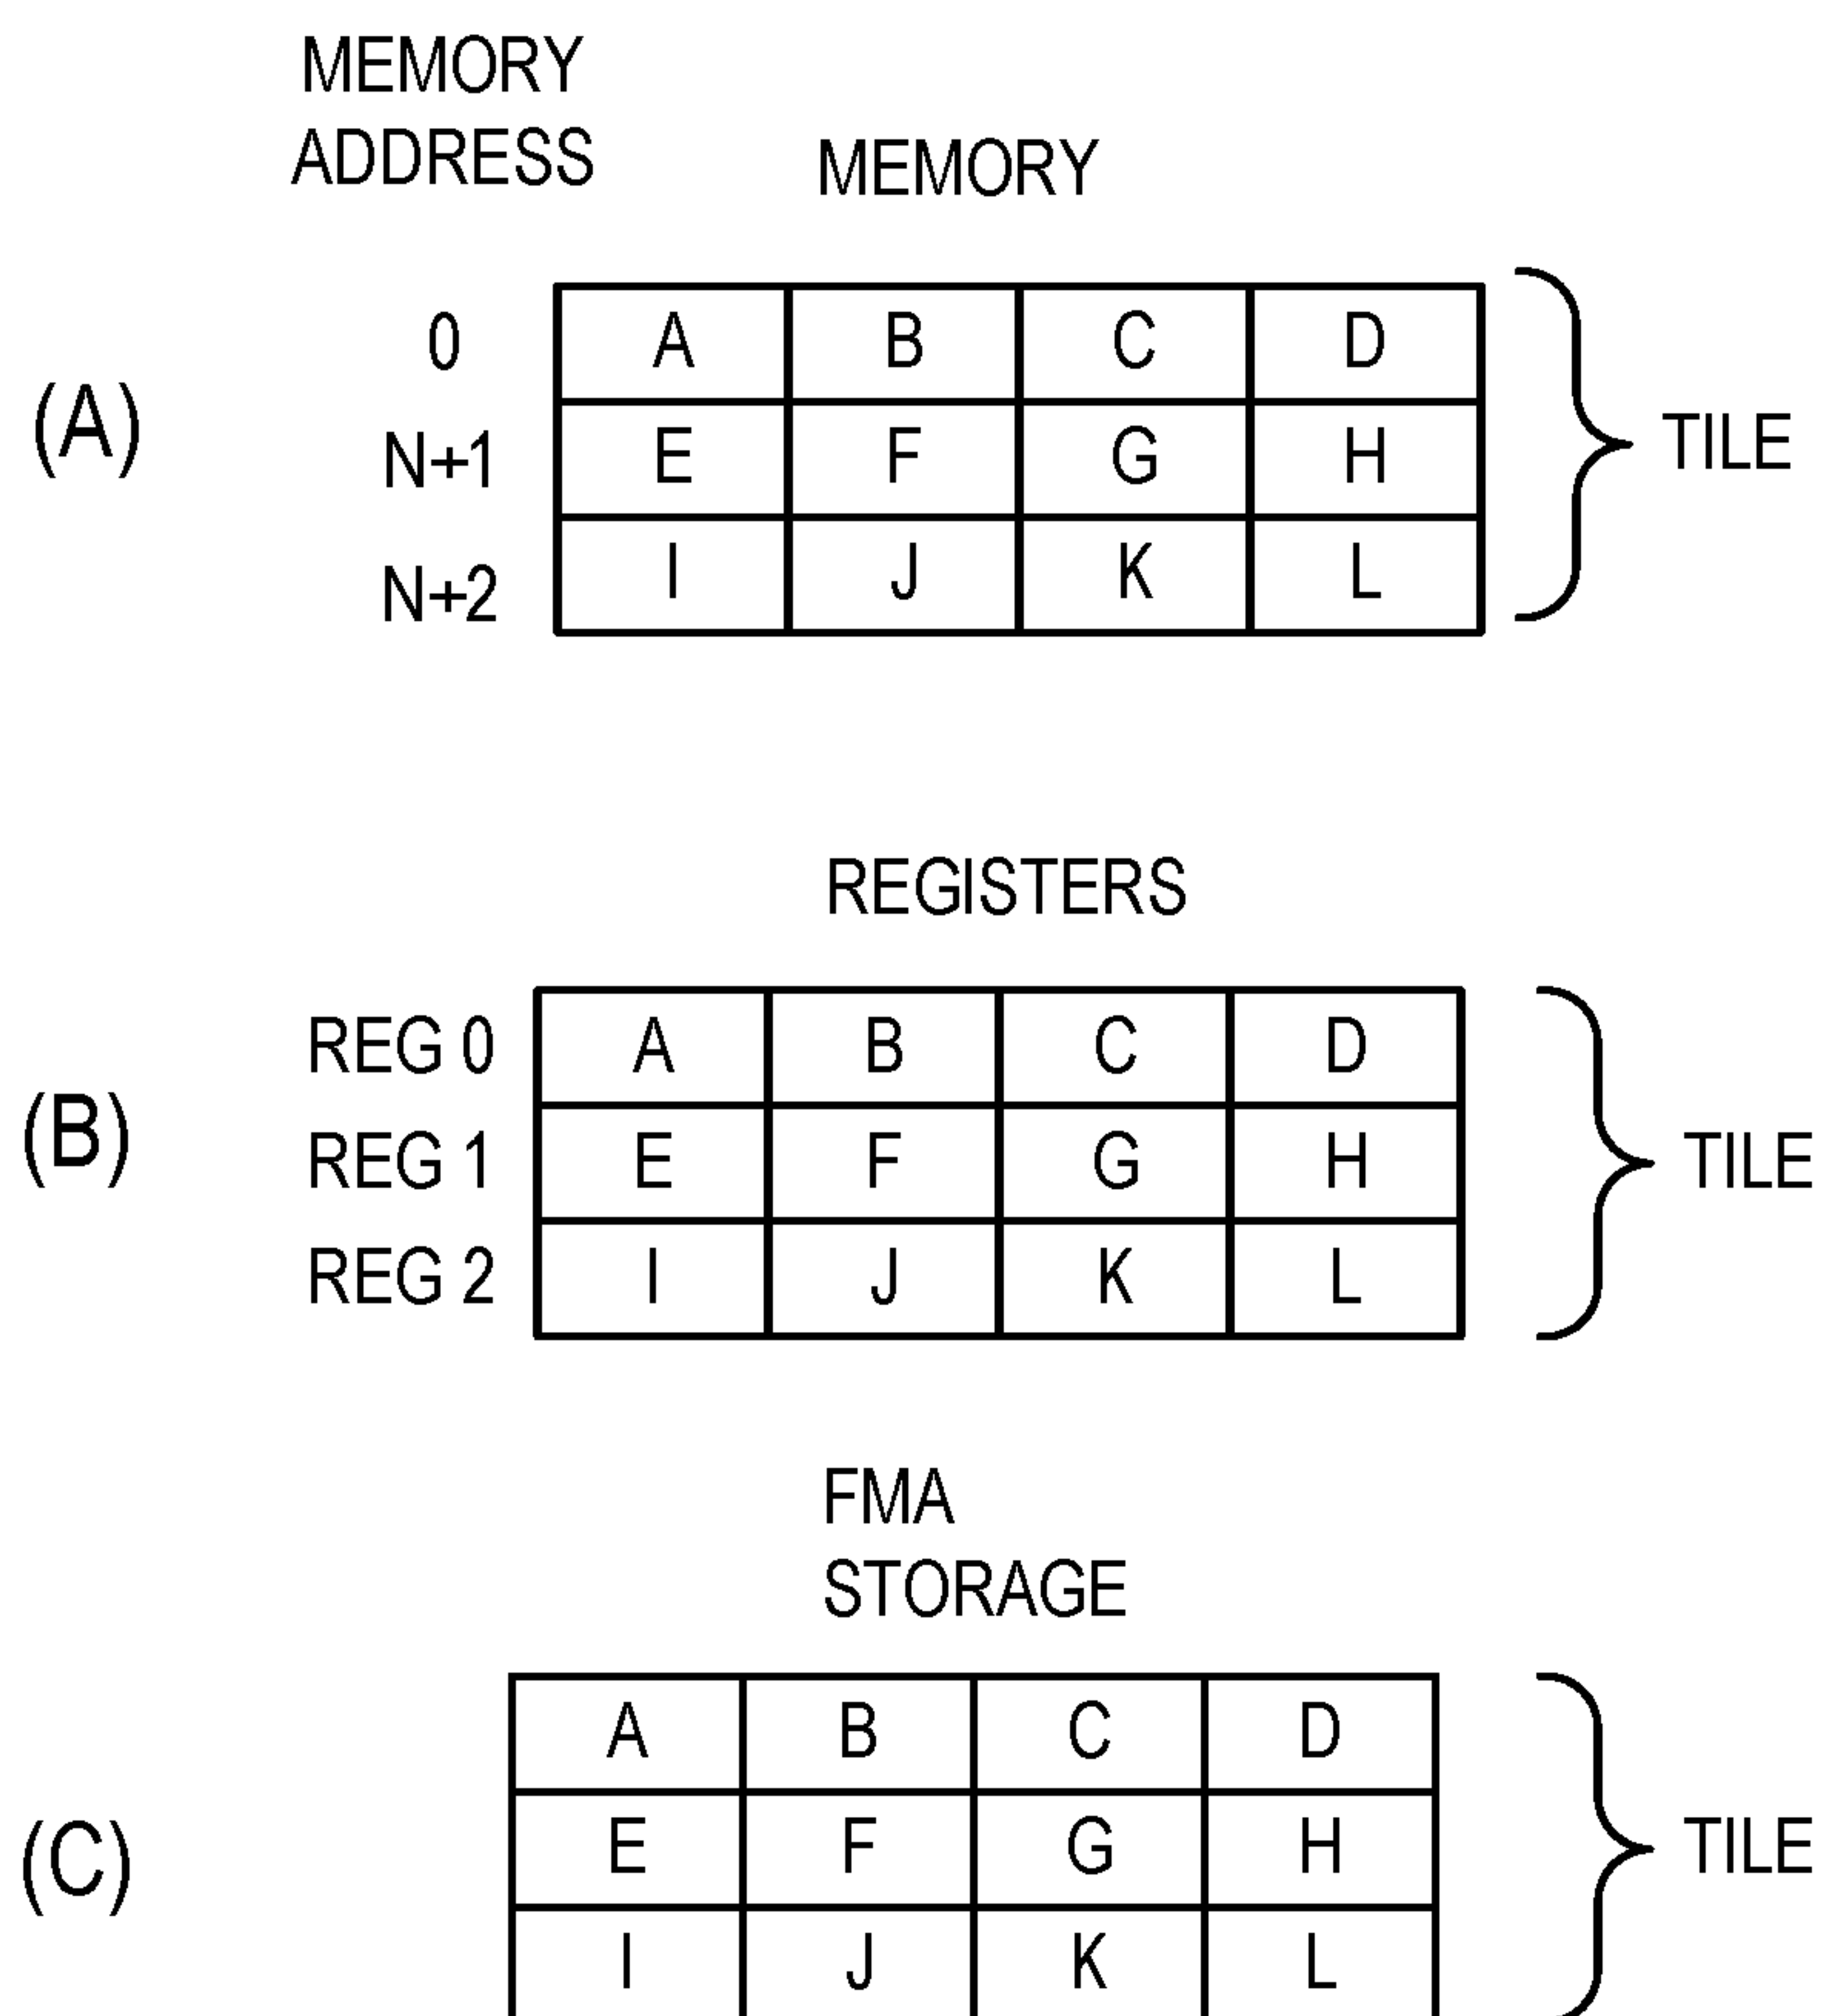 MEMORY
ADDRESS
MEMORY
(A)
0 A B C D
N+1 E F G H
N+2 I J K L
TILE
REGISTERS
(B)
REG 0 A B C D
REG 1 E F G H
REG 2 I J K L
TILE
FMA
STORAGE
(C)
A B C D
E F G H
I J K L
TILE